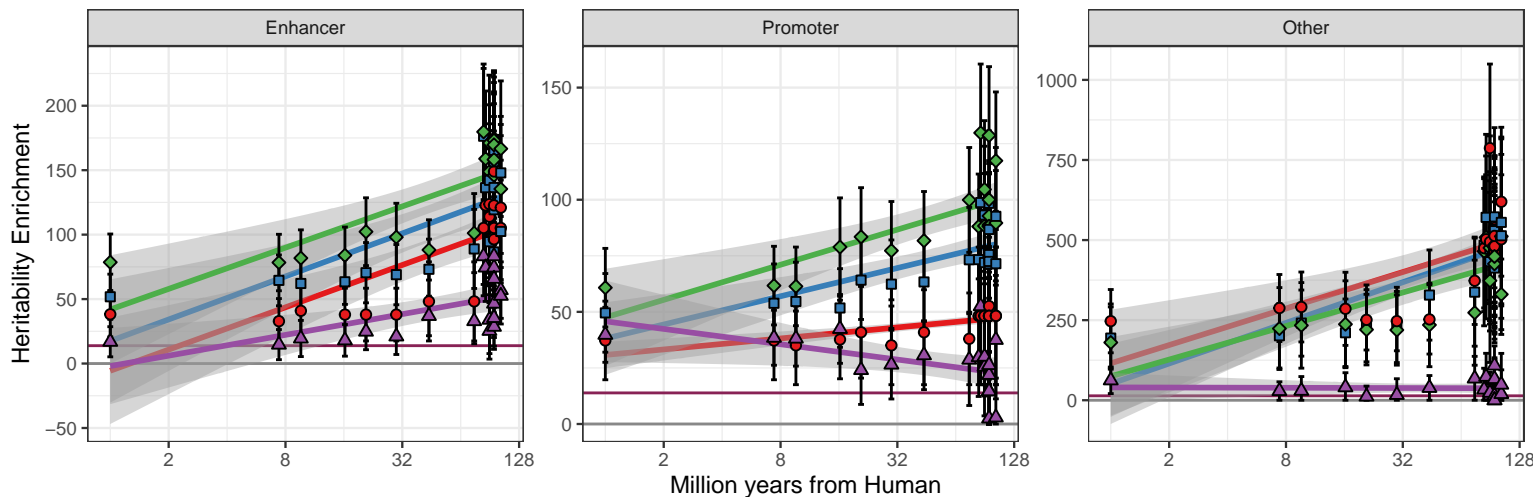 Enhancer
Promoter
Other
Heritability Enrichment
200
150
100
50
0
−50
150
100
50
0
1000
750
500
250
0
2 8 32 128
2 8 32 128
2 8 32 128
Million years from Human